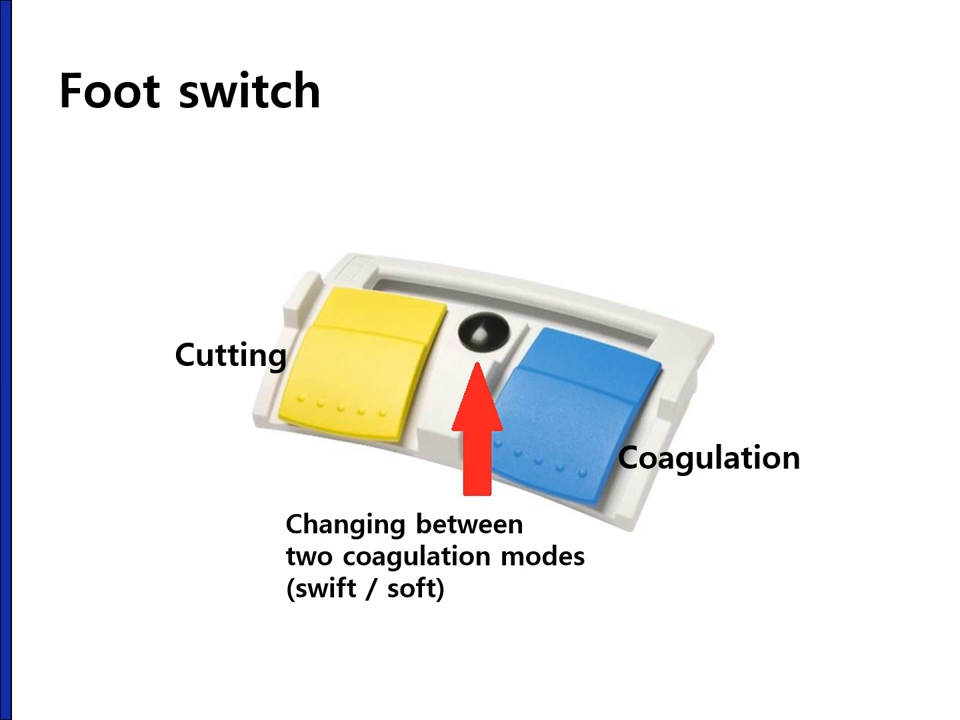 Foot switch
Cutting
Coagulation
Changing between
two coagulation modes
(swift / soft)